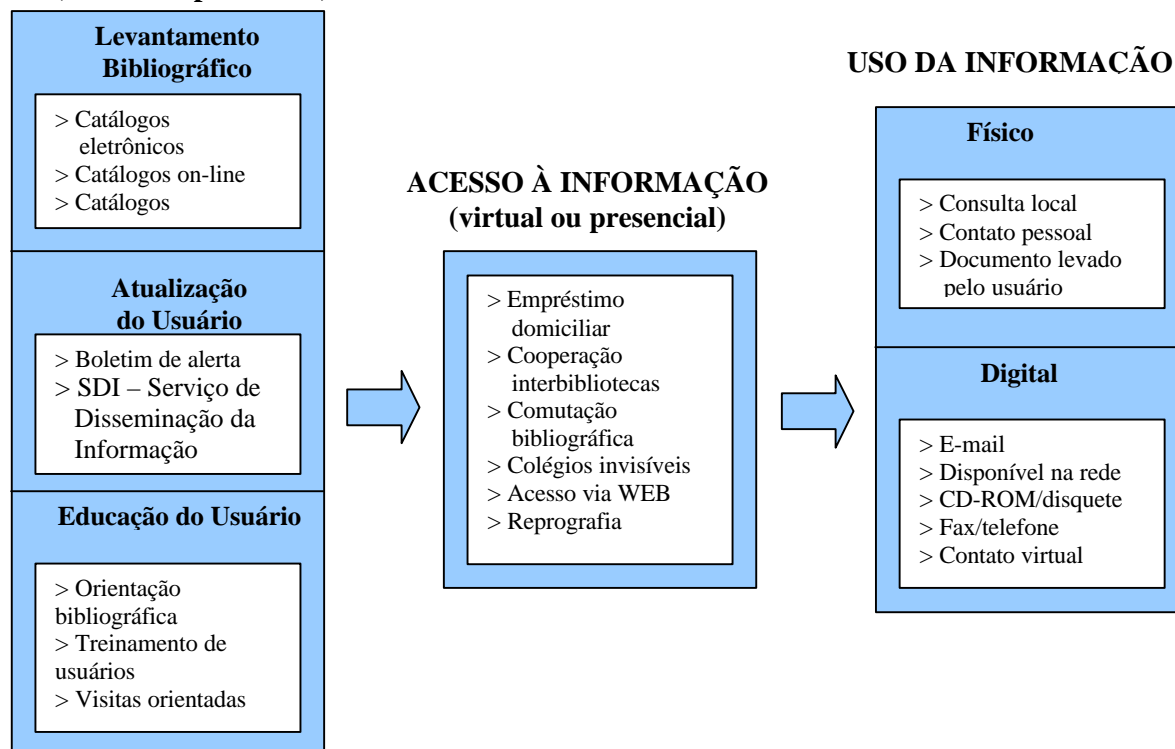 Levantamento
Bibliográfico
> Catálogos
eletrônicos
> Catálogos on-line
> Catálogos
Atualização
do Usuário
> Boletim de alerta
> SDI – Serviço de
Disseminação da
Informação
Educação do Usuário
> Orientação
bibliográfica
> Treinamento de
usuários
> Visitas orientadas
ACESSO À INFORMAÇÃO
(virtual ou presencial)
> Empréstimo
domiciliar
> Cooperação
interbibliotecas
> Comutação
bibliográfica
> Colégios invisíveis
> Acesso via WEB
> Reprografia
USO DA INFORMAÇÃO
Físico
> Consulta local
> Contato pessoal
> Documento levado
pelo usuário
Digital
> E-mail
> Disponível na rede
> CD-ROM/disquete
> Fax/telefone
> Contato virtual